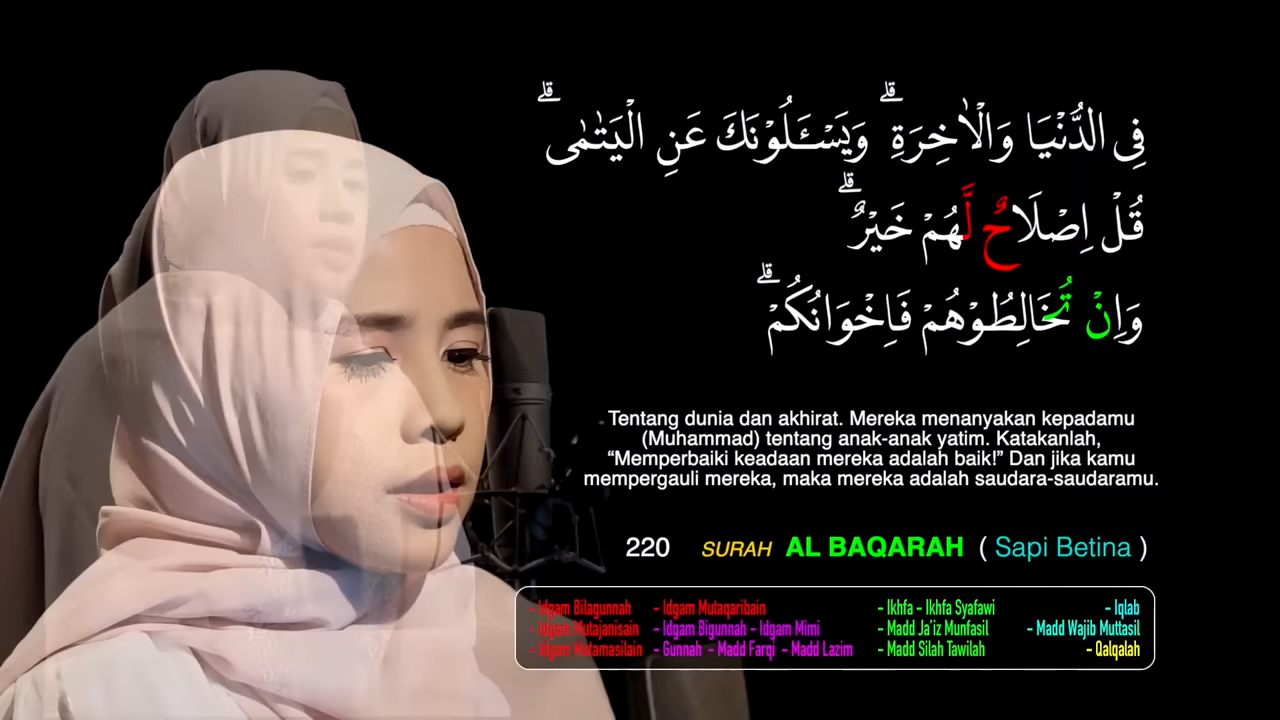 فِى الدُّنْيَا وَالْاٰخِرَةِ ۗ وَيَسْـَٔلُوْنَكَ عَنِ الْيَتٰمٰى ۗ
قُلْ اِصْلَاحٌ لَّهُمْ خَيْرٌ ۗ
وَاِنْ تُخَالِطُوْهُمْ فَاِخْوَانُكُمْ ۗ
Tentang dunia dan akhirat. Mereka menanyakan kepadamu
(Muhammad) tentang anak-anak yatim. Katakanlah,
“Memperbaiki keadaan mereka adalah baik!” Dan jika kamu
mempergauli mereka, maka mereka adalah saudara-saudaramu.
220 SURAH AL BAQARAH ( Sapi Betina )
- Idgam Bilagunnah - Idgam Mutaqaribain - Ikhfa - Ikhfa Syafawi - Iqlab
- Idgam Mutajanisain - Idgam Bigunnah - Idgam Mimi - Madd Ja'iz Munfasil - Madd Wajib Muttasil
- Idgam Mutamasilain - Gunnah - Madd Farqi - Madd Lazim - Madd Silah Tawilah - Qalqalah